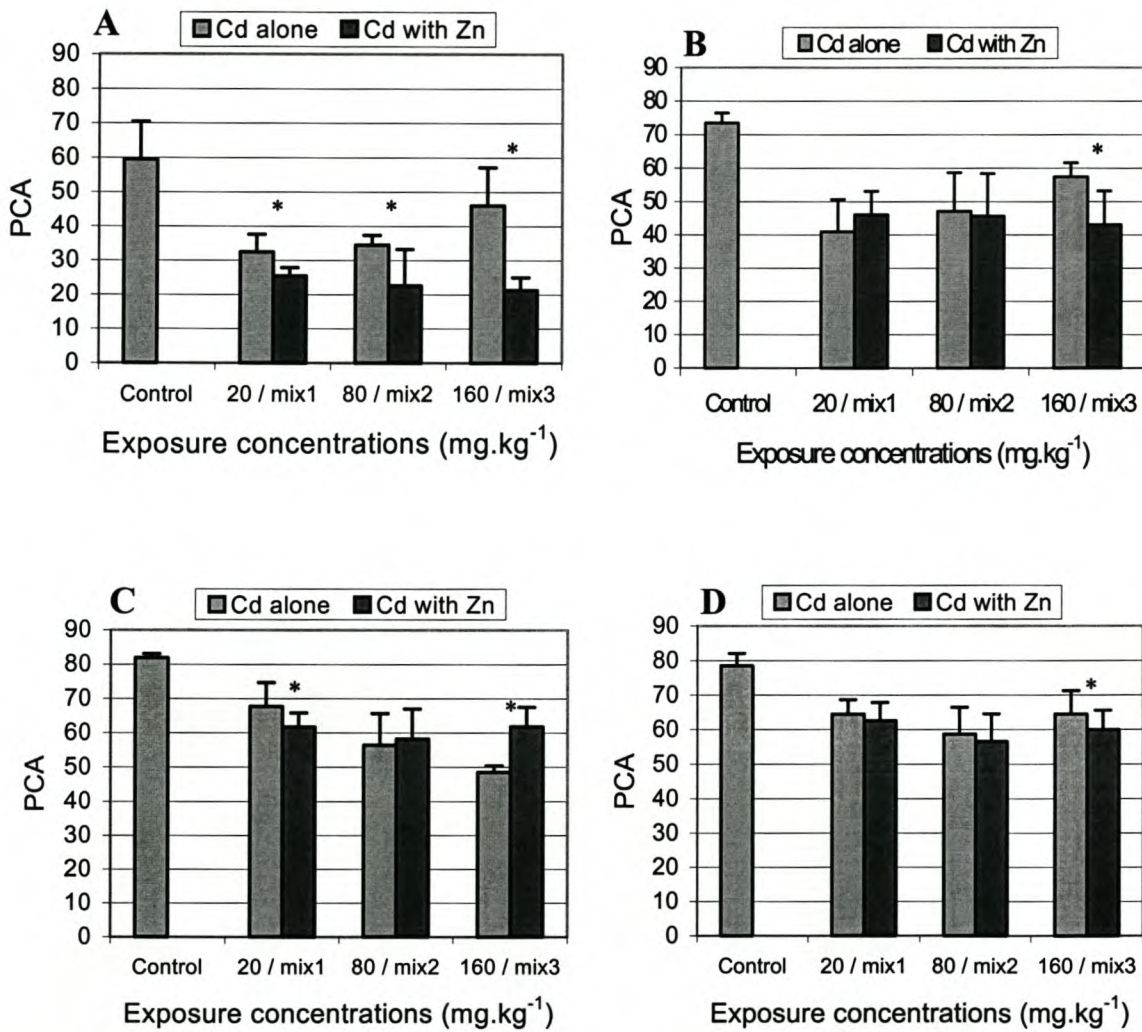 A
Cd alone Cd with Zn
PCA
90
80
70
60
50
40
30
20
10
0
*
*
*
Control 20 / mix1 80 / mix2 160 / mix3
Exposure concentrations (mg.kg⁻¹)
B
Cd alone Cd with Zn
PCA
90
80
70
60
50
40
30
20
10
0
*
Control 20 / mix1 80 / mix2 160 / mix3
Exposure concentrations (mg.kg⁻¹)
C
Cd alone Cd with Zn
PCA
90
80
70
60
50
40
30
20
10
0
*
*
Control 20 / mix1 80 / mix2 160 / mix3
Exposure concentrations (mg.kg⁻¹)
D
Cd alone Cd with Zn
PCA
90
80
70
60
50
40
30
20
10
0
*
Control 20 / mix1 80 / mix2 160 / mix3
Exposure concentrations (mg.kg⁻¹)